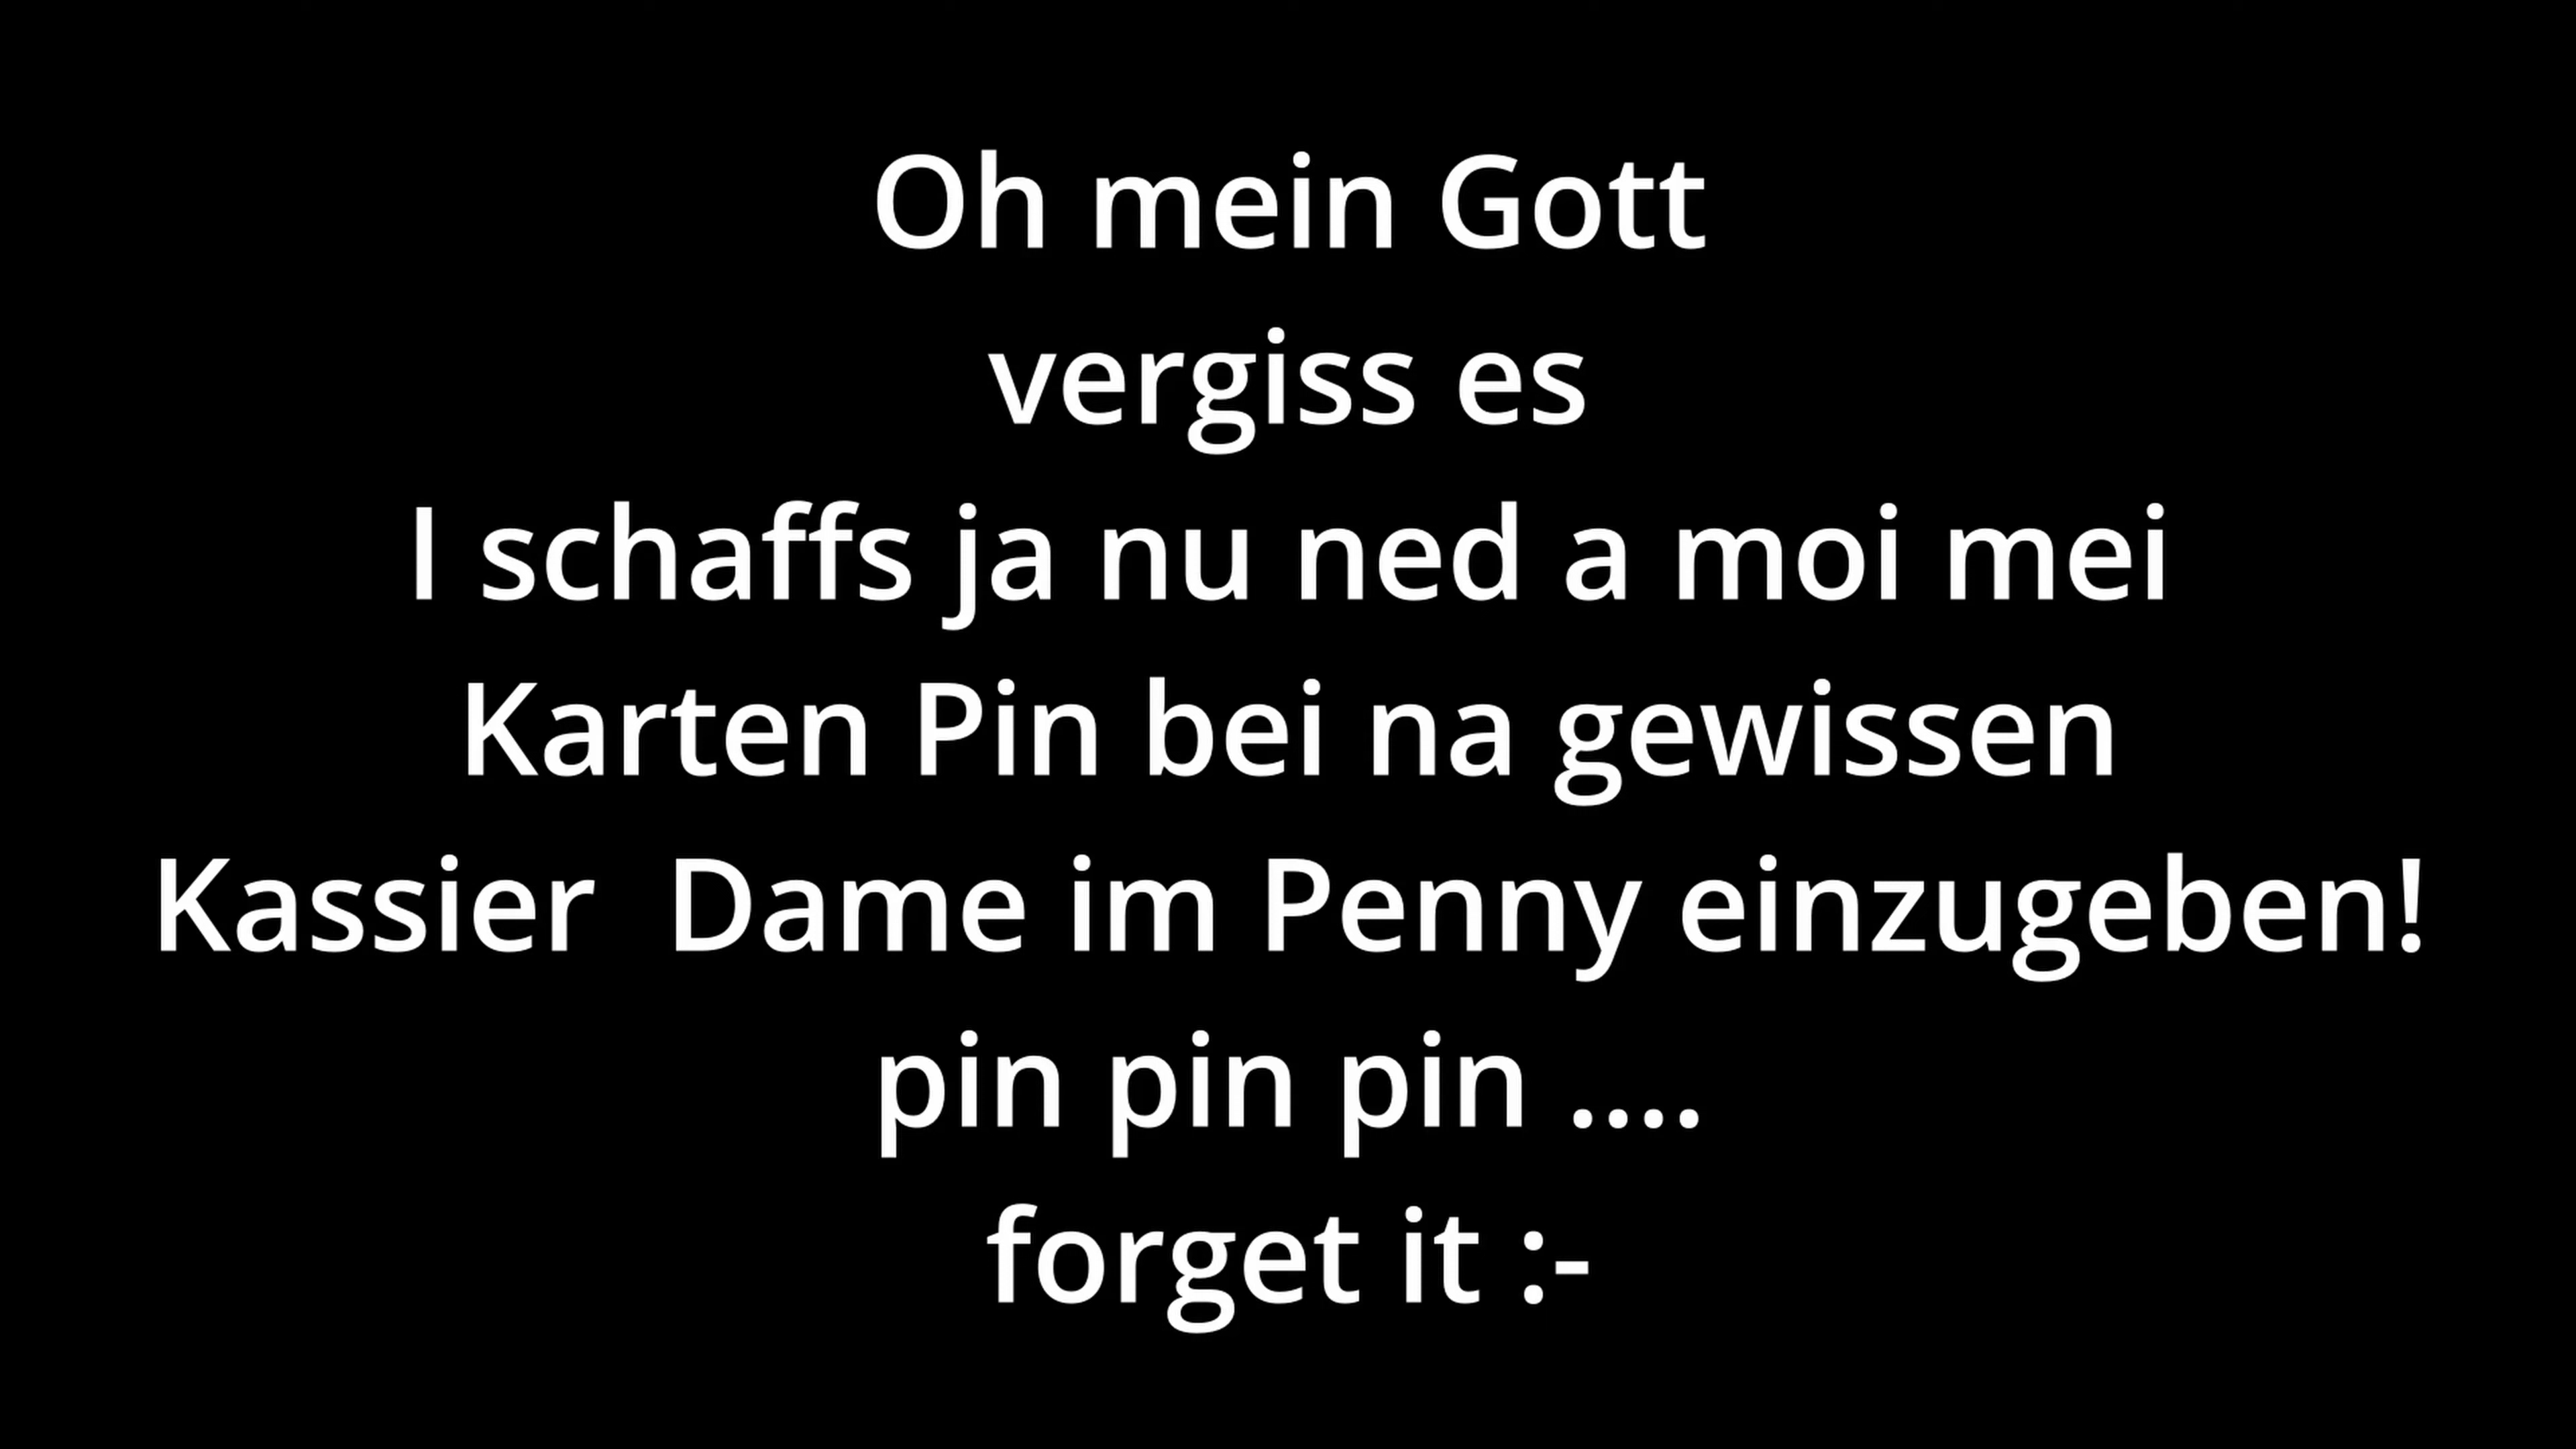 Oh mein Gott
vergiss es
I schaffs ja nu ned a moi mei
Karten Pin bei na gewissen
Kassier  Dame im Penny einzugeben!
pin pin pin ....
forget it :-